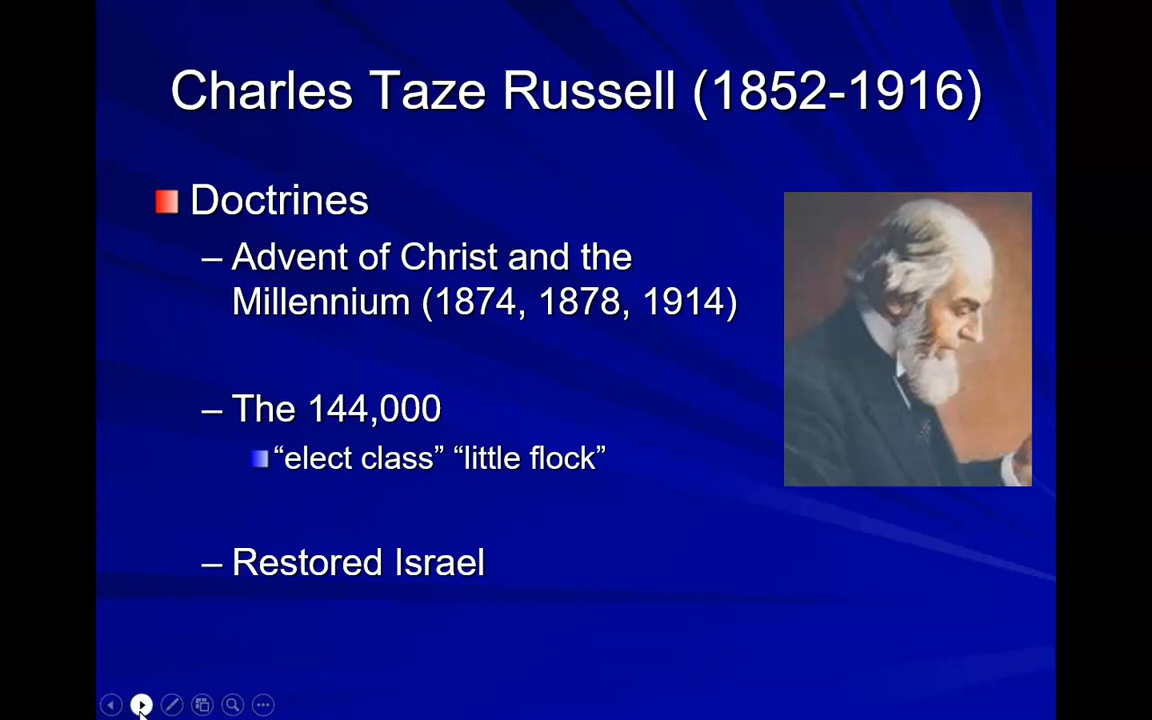 Charles Taze Russell (1852-1916)
Doctrines
– Advent of Christ and the
Millennium (1874, 1878, 1914)
– The 144,000
“elect class” “little flock”
– Restored Israel